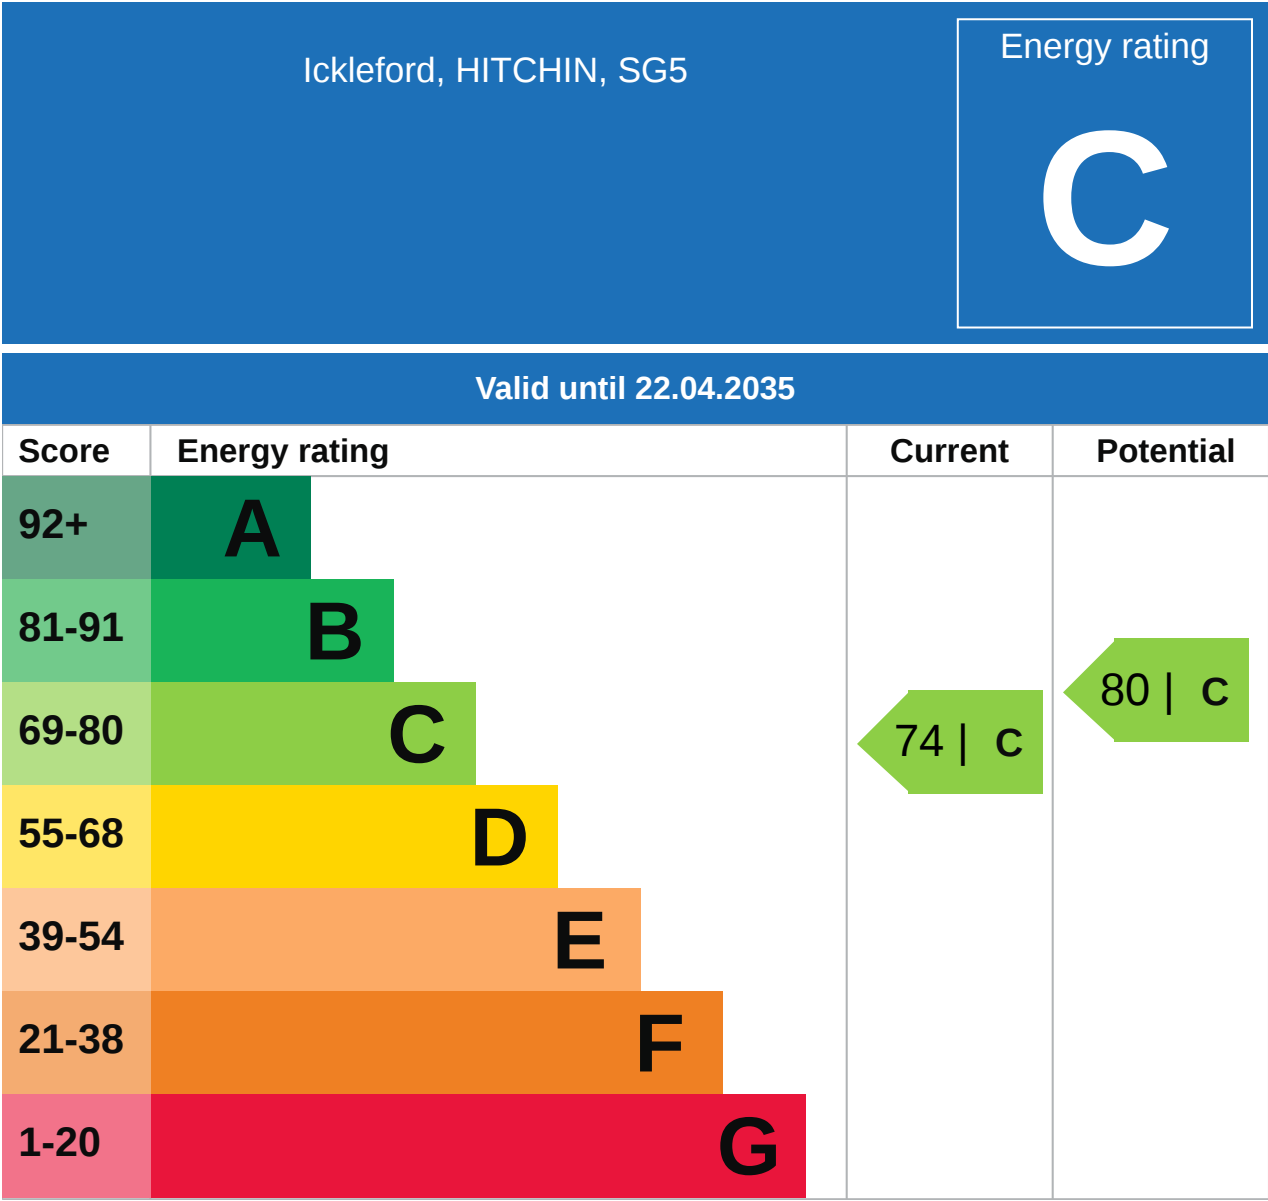 Ickleford, HITCHIN, SG5
Energy rating
C
Valid until 22.04.2035
Score Energy rating Current Potential
92+ A
81-91 B
69-80 C
55-68 D
39-54 E
21-38 F
1-20 G
74 | C
80 | C